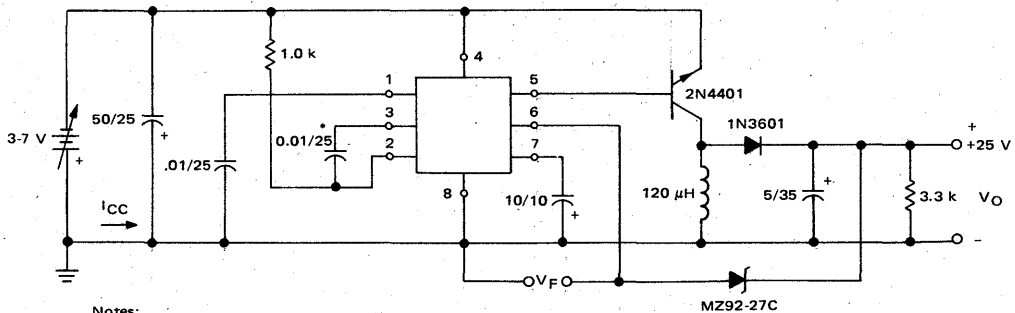 4
1.0 k
1
5
2N4401
50/25
+
3
*
0.01/25
6
1N3601
+
+25 V
3-7 V
+
.01/25
2
7
+
8
10/10
+
120 µH
5/35
3.3 k
VO
ICC
-
VF
MZ92-27C
Notes: